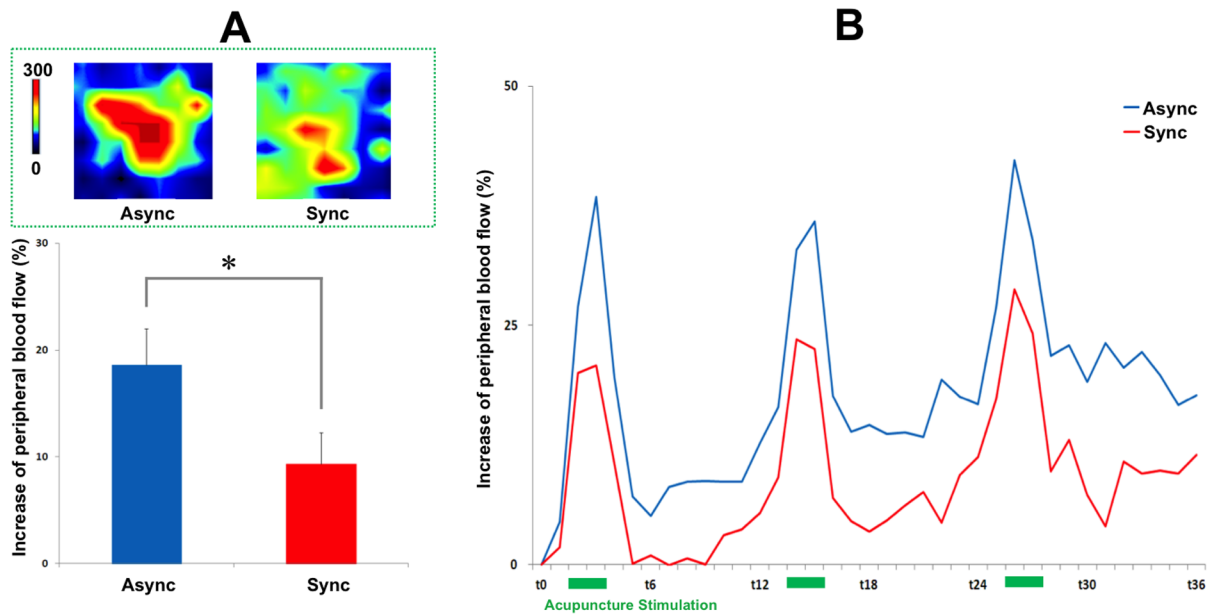 A
300
0
Async
Sync
Increase of peripheral blood flow (%)
30
20
10
0
*
Async
Sync
B
Increase of peripheral blood flow (%)
50
25
0
Async
Sync
t0
t6
t12
t18
t24
t30
t36
Acupuncture Stimulation